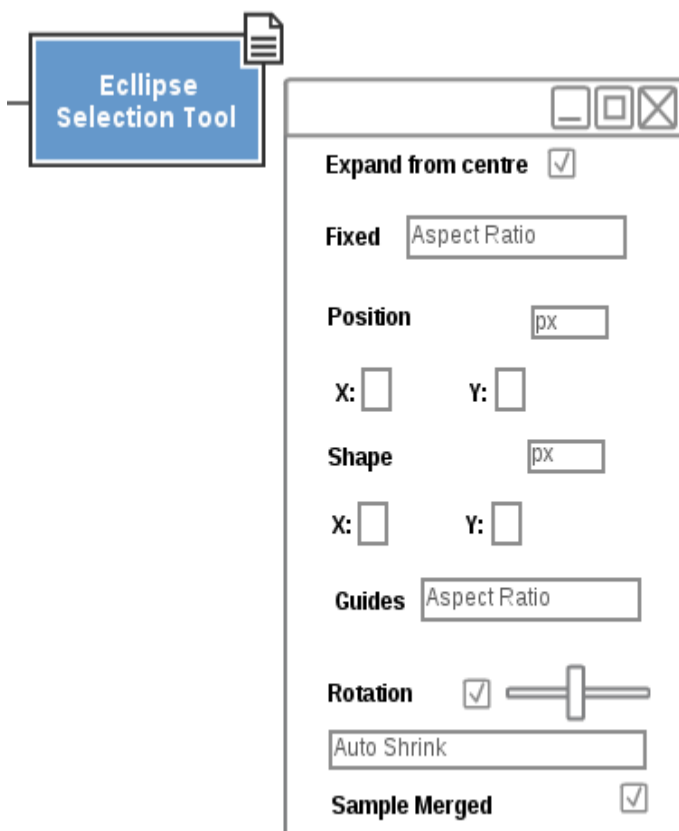 Ecllipse
Selection Tool
Expand from centre
Fixed Aspect Ratio
Position px
X: Y:
Shape px
X: Y:
Guides Aspect Ratio
Rotation
Auto Shrink
Sample Merged